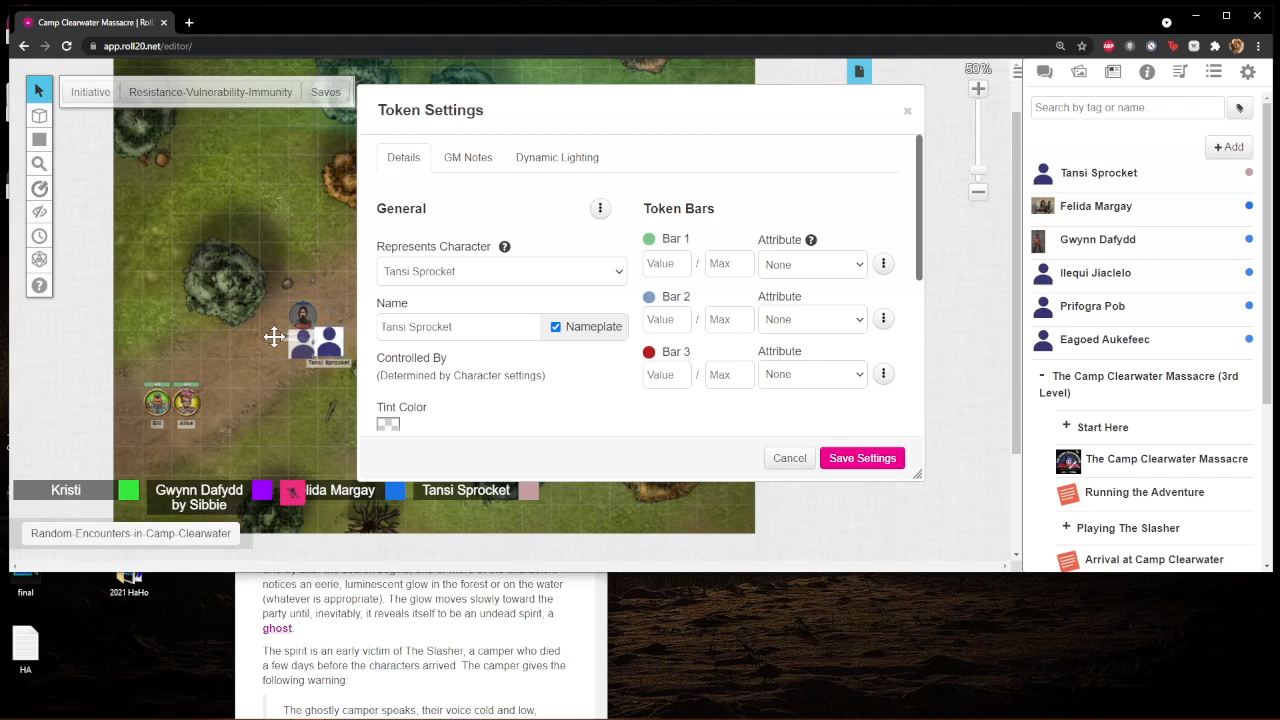 Camp Clearwater Massacre | Roll
app.roll20.net/editor/
Initiative
Resistance-Vulnerability-Immunity
Saves
Token Settings
Details
GM Notes
Dynamic Lighting
General
Token Bars
Represents Character
Tansi Sprocket
Name
Tansi Sprocket
Nameplate
Controlled By
(Determined by Character settings)
Tint Color
Bar 1
Attribute
Value / Max
None
Bar 2
Attribute
Value / Max
None
Bar 3
Attribute
Value / Max
None
Cancel
Save Settings
50%
Search by tag or name...
+ Add
Tansi Sprocket
Felida Margay
Gwynn Dafydd
Ilequi Jiaclelo
Prifogra Pob
Eagoed Aukefeec
- The Camp Clearwater Massacre (3rd
Level)
+ Start Here
The Camp Clearwater Massacre
Running the Adventure
+ Playing The Slasher
Arrival at Camp Clearwater
Tansi Sprocket
Bill
Alice
Kristi
Gwynn Dafydd
by Sibbie
lida Margay
Tansi Sprocket
Random-Encounters-in-Camp-Clearwater
final
2021 HaHo
HA
notices an eerie, luminescent glow in the forest or on the water
(whatever is appropriate). The glow moves slowly toward the
party until, inevitably, it reveals itself to be an undead spirit, a
ghost.
The spirit is an early victim of The Slasher, a camper who died
a few days before the characters arrived. The camper gives the
following warning:
The ghostly camper speaks, their voice cold and low,